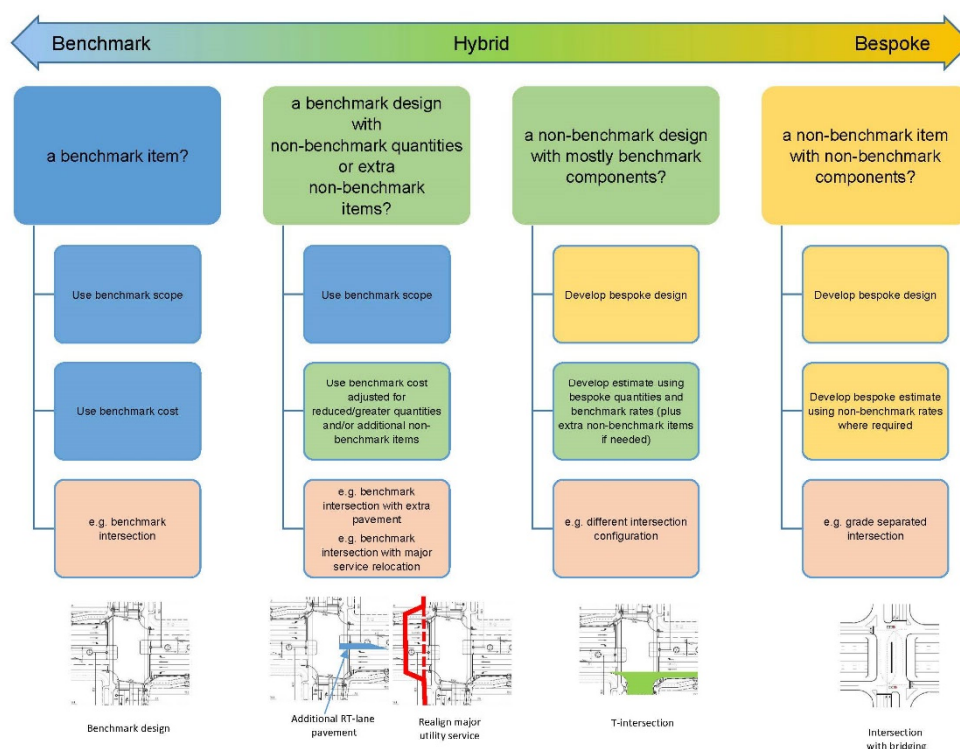 Benchmark
Hybrid
Bespoke
a benchmark item?
a benchmark design
with
non-benchmark quantities
or extra
non-benchmark
items?
a non-benchmark design
with mostly benchmark
components?
a non-benchmark item
with non-benchmark
components?
Use benchmark scope
Use benchmark scope
Develop bespoke design
Develop bespoke design
Use benchmark cost
Use benchmark cost
adjusted for
reduced/greater quantities
and/or additional non-
benchmark items
Develop estimate using
bespoke quantities and
benchmark rates (plus
extra non-benchmark items
if needed)
Develop bespoke estimate
using non-benchmark rates
where required
e.g. benchmark
intersection
e.g. benchmark
intersection with extra
pavement
e.g. benchmark
intersection with major
service relocation
e.g. different intersection
configuration
e.g. grade separated
intersection
Benchmark design
Additional RT-lane
pavement
Realign major
utility service
T-intersection
Intersection
with bridging